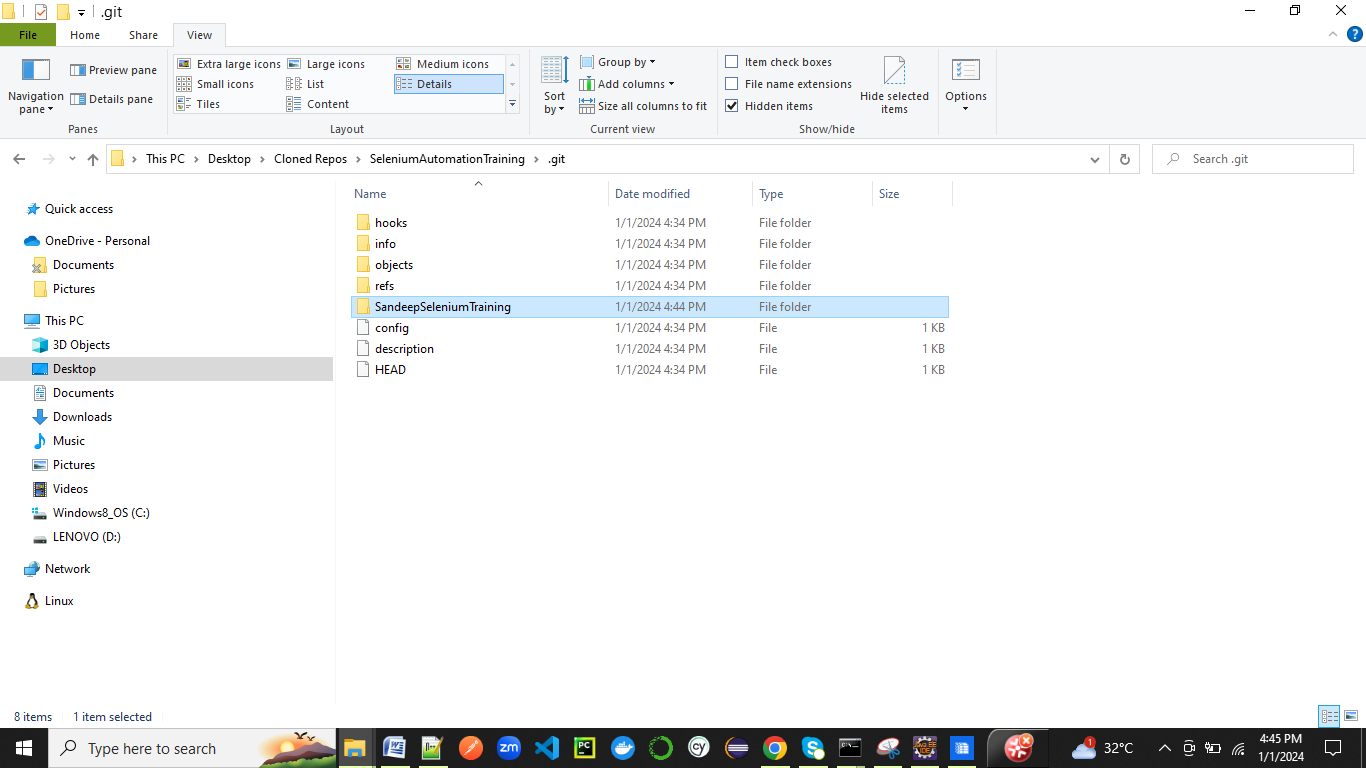 .git
File Home Share View
Navigation pane
Preview pane
Details pane
Panes
Extra large icons Large icons Medium icons
Small icons List Details
Tiles Content
Layout
Sort by
Group by
Add columns
Size all columns to fit
Current view
Item check boxes
File name extensions
Hidden items
Hide selected items
Show/hide
Options
This PC Desktop Cloned Repos SeleniumAutomationTraining .git
Search .git
Quick access
OneDrive - Personal
Documents
Pictures
This PC
3D Objects
Desktop
Documents
Downloads
Music
Pictures
Videos
Windows8_OS (C:)
LENOVO (D:)
Network
Linux
Name Date modified Type Size
hooks 1/1/2024 4:34 PM File folder
info 1/1/2024 4:34 PM File folder
objects 1/1/2024 4:34 PM File folder
refs 1/1/2024 4:34 PM File folder
SandeepSeleniumTraining 1/1/2024 4:44 PM File folder
config 1/1/2024 4:34 PM File 1 KB
description 1/1/2024 4:34 PM File 1 KB
HEAD 1/1/2024 4:34 PM File 1 KB
8 items 1 item selected
Type here to search
zm
PC
cy
1
32°C
4:45 PM
1/1/2024